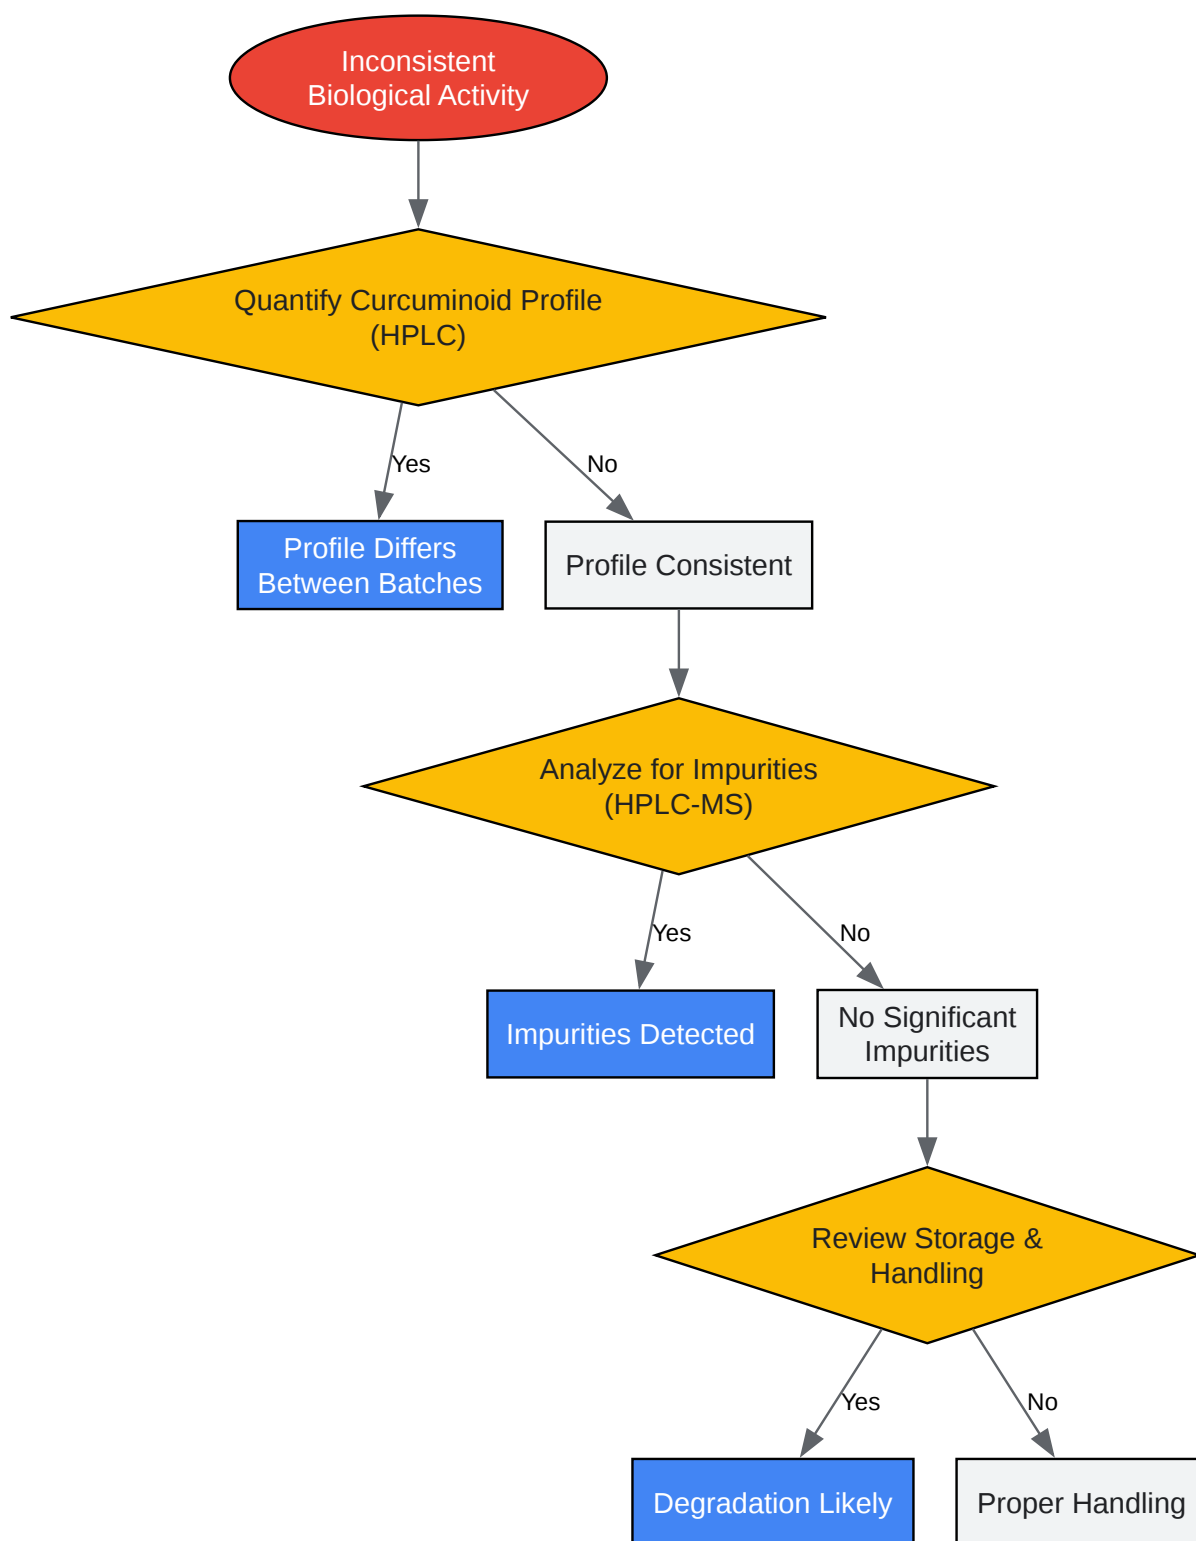 Inconsistent
Biological Activity
Quantify Curcuminoid Profile
(HPLC)
Yes
No
Profile Differs
Between Batches
Profile Consistent
Analyze for Impurities
(HPLC-MS)
Yes
No
Impurities Detected
No Significant
Impurities
Review Storage &
Handling
Yes
No
Degradation Likely
Proper Handling